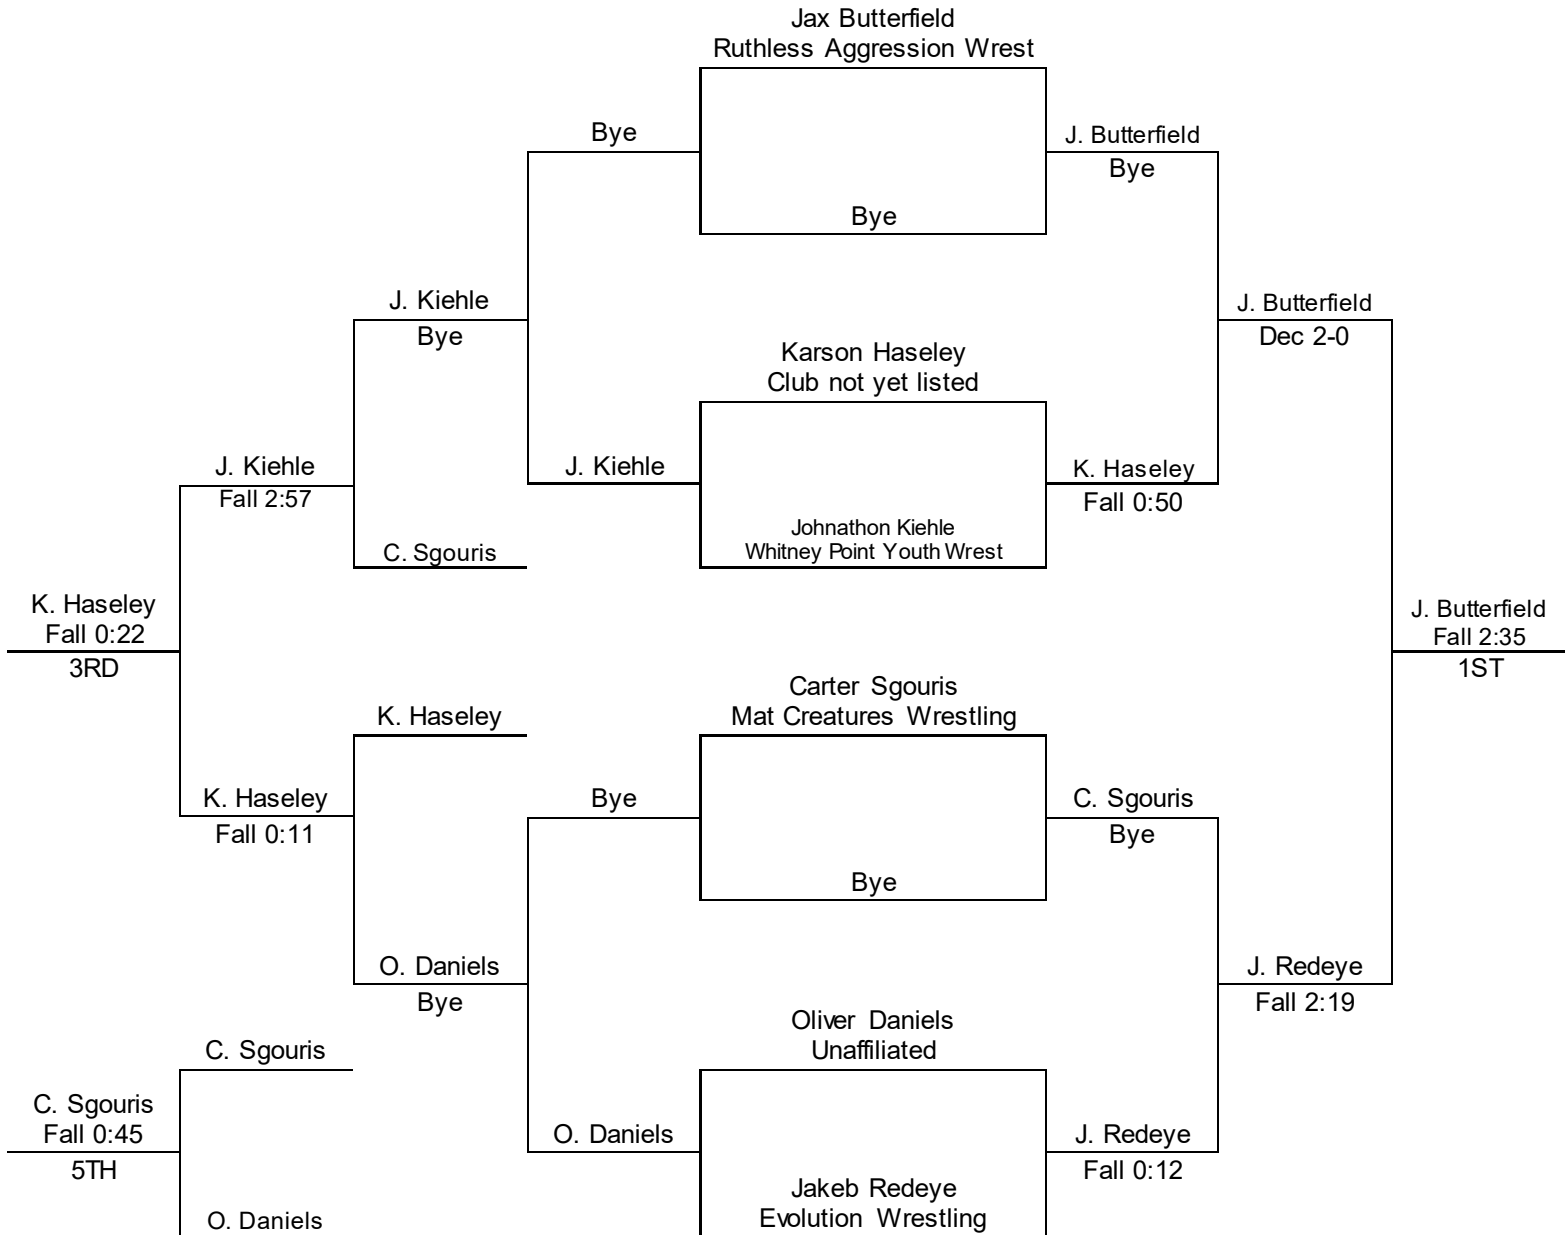 Jax Butterfield
Ruthless Aggression Wrest
Bye
J. Butterfield
Bye
Bye
J. Kiehle
Bye
J. Butterfield
Dec 2-0
Karson Haseley
Club not yet listed
J. Kiehle
Fall 2:57
J. Kiehle
K. Haseley
Fall 0:50
Johnathon Kiehle
Whitney Point Youth Wrest
C. Sgouris
K. Haseley
Fall 0:22
3RD
J. Butterfield
Fall 2:35
1ST
Carter Sgouris
Mat Creatures Wrestling
K. Haseley
K. Haseley
Fall 0:11
Bye
C. Sgouris
Bye
Bye
O. Daniels
Bye
J. Redeye
Fall 2:19
Oliver Daniels
Unaffiliated
C. Sgouris
C. Sgouris
Fall 0:45
5TH
O. Daniels
J. Redeye
Fall 0:12
Jakeb Redeye
Evolution Wrestling
O. Daniels